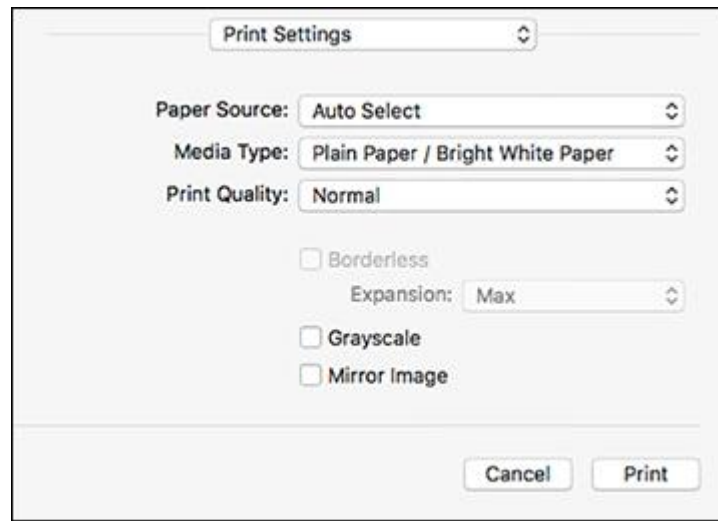 Print Settings
Paper Source: Auto Select
Media Type: Plain Paper / Bright White Paper
Print Quality: Normal
Borderless
Expansion: Max
Grayscale
Mirror Image
Cancel Print